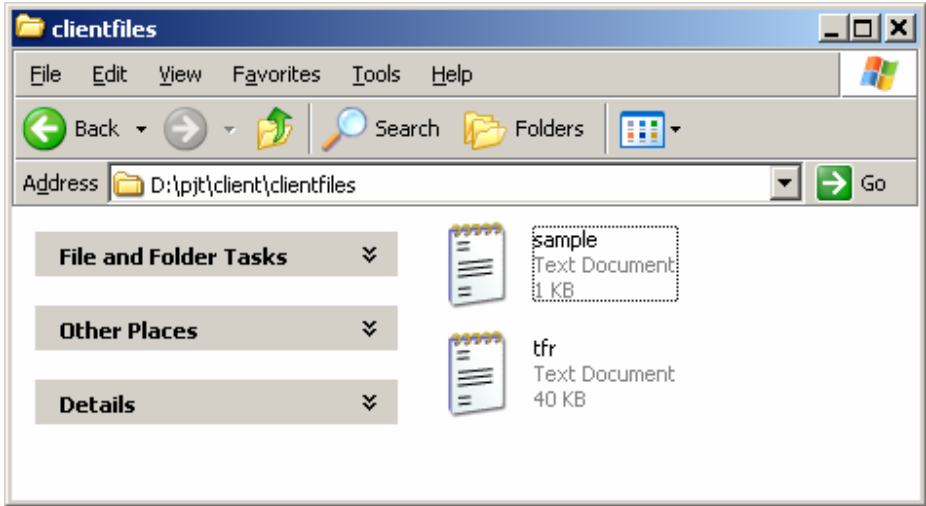 clientfiles
File Edit View Favorites Tools Help
Back Search Folders
Address D:\pjt\client\clientfiles Go
File and Folder Tasks
Other Places
Details
sample
Text Document
1 KB
tfr
Text Document
40 KB